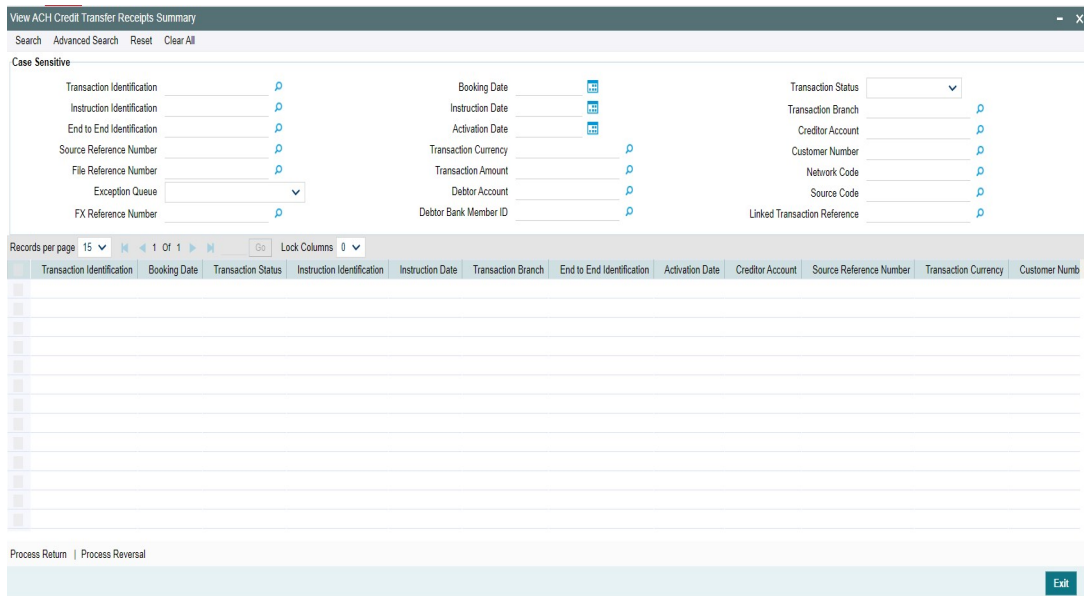 View ACH Credit Transfer Receipts Summary - X
Search Advanced Search Reset Clear All
Case Sensitive
Transaction Identification Booking Date Transaction Status
Instruction Identification Instruction Date Transaction Branch
End to End Identification Activation Date Creditor Account
Source Reference Number Transaction Currency Customer Number
File Reference Number Transaction Amount Network Code
Exception Queue Debtor Account Source Code
FX Reference Number Debtor Bank Member ID Linked Transaction Reference
Records per page 15 1 Of 1 Go Lock Columns 0
Transaction Identification Booking Date Transaction Status Instruction Identification Instruction Date Transaction Branch End to End Identification Activation Date Creditor Account Source Reference Number Transaction Currency Customer Numb
Process Return | Process Reversal
Exit